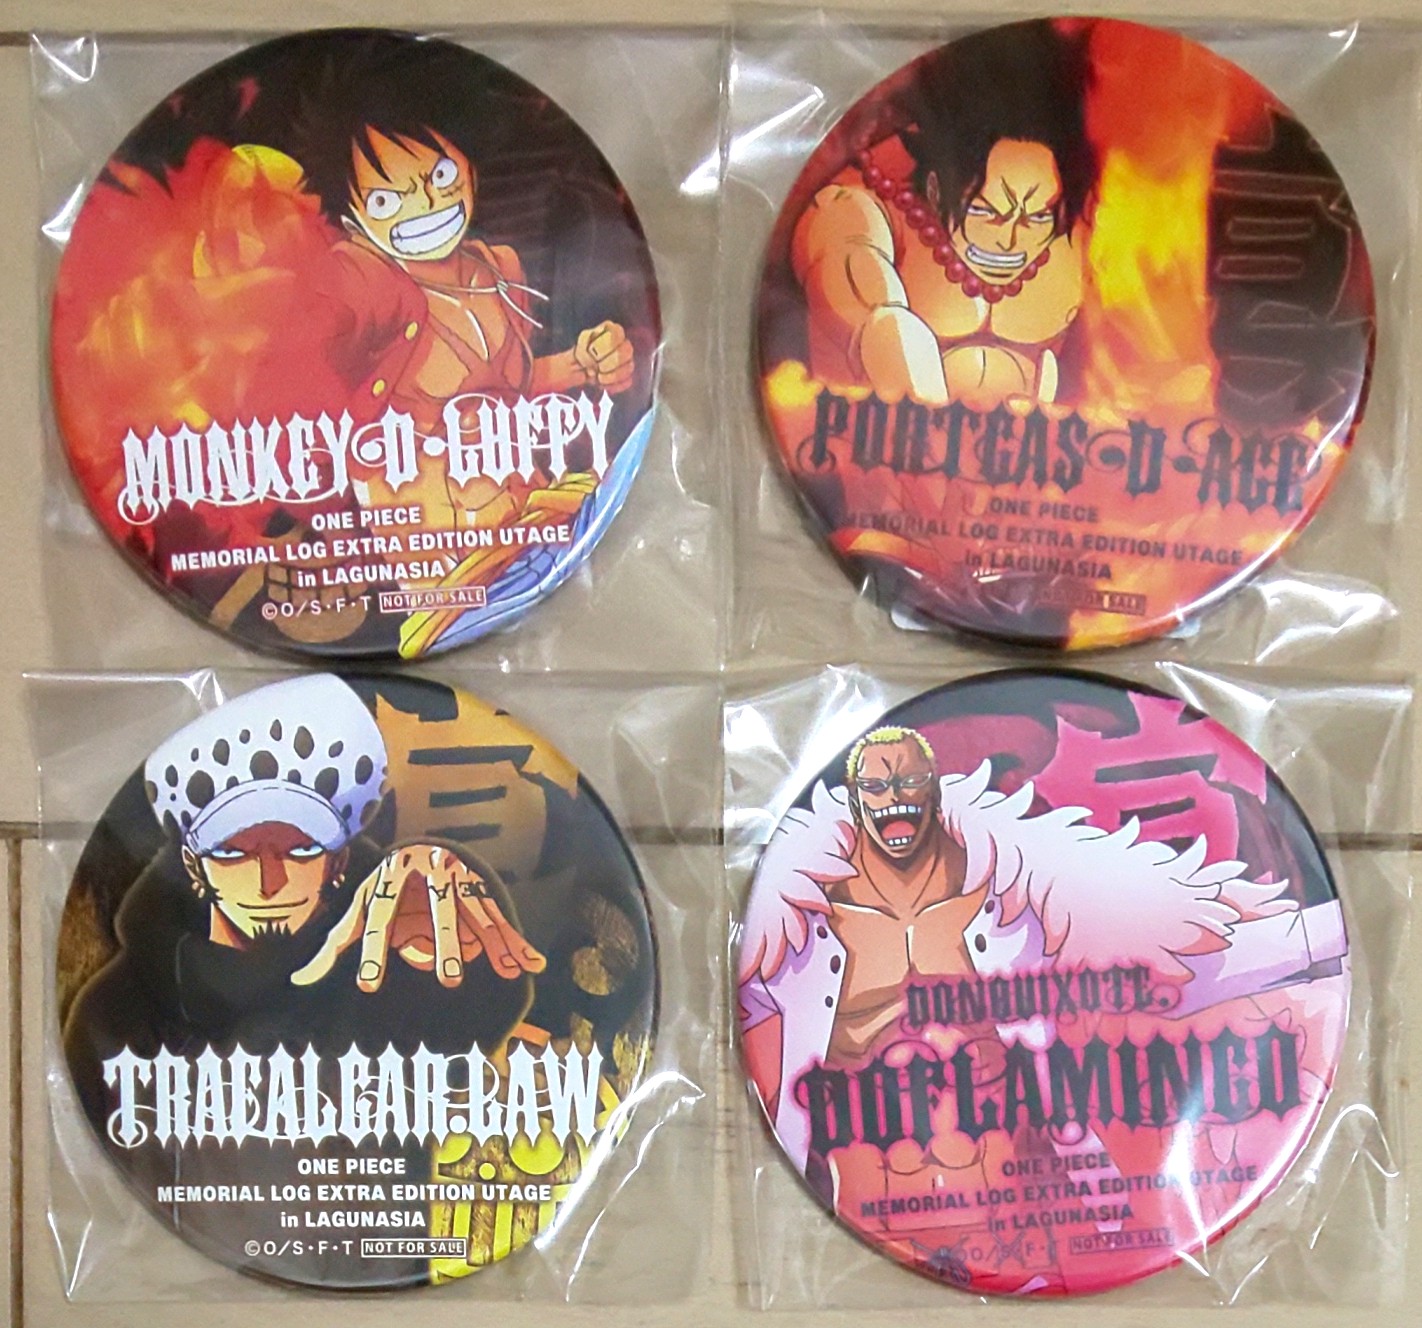 MONKEY・D・LUFFY
ONE PIECE
MEMORIAL LOG EXTRA EDITION UTAGE
in LAGUNASIA
©O/S・F・T NOT FOR SALE
PORTGAS・D・ACE
ONE PIECE
MEMORIAL LOG EXTRA EDITION UTAGE
in LAGUNASIA
NOT FOR SALE
DEAT
TRAFALGAR.LAW
ONE PIECE
MEMORIAL LOG EXTRA EDITION UTAGE
in LAGUNASIA
©O/S・F・T NOT FOR SALE
DONQUIXOTE.
DOFLAMINGO
ONE PIECE
MEMORIAL LOG EXTRA EDITION UTAGE
in LAGUNASIA
©O/S・F・T NOT FOR SALE